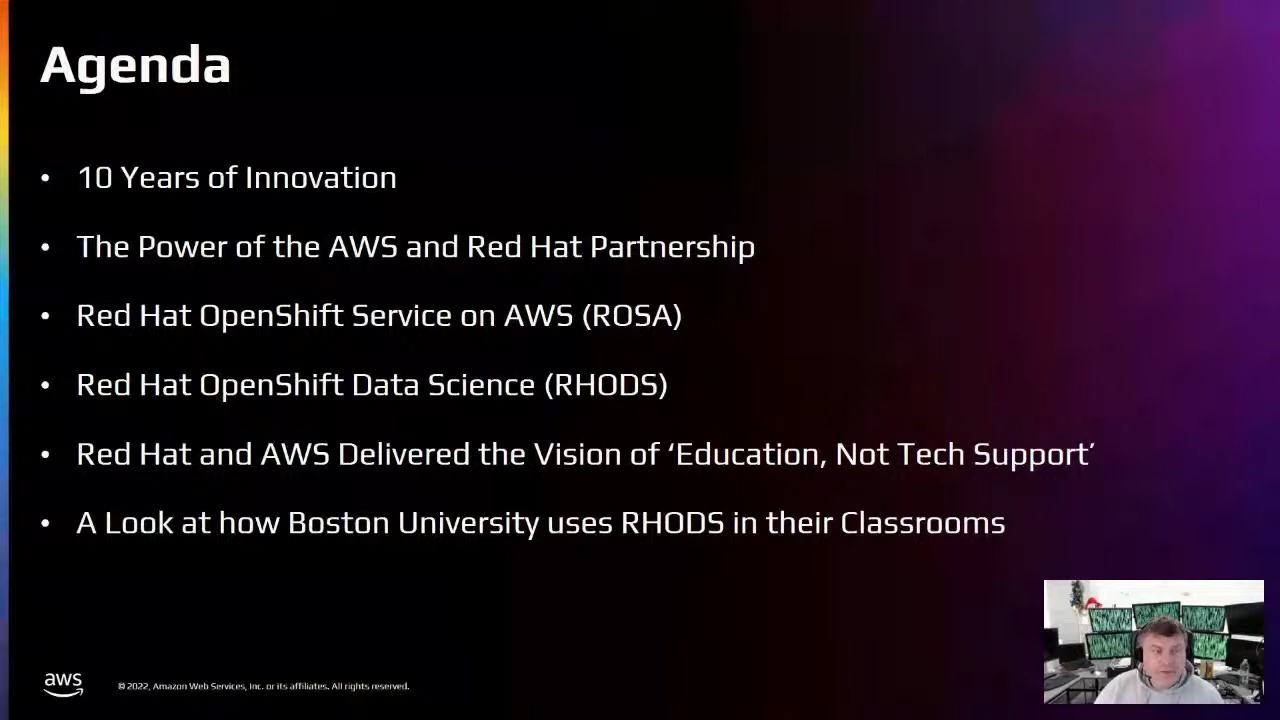 Agenda
• 10 Years of Innovation
• The Power of the AWS and Red Hat Partnership
• Red Hat OpenShift Service on AWS (ROSA)
• Red Hat OpenShift Data Science (RHODS)
• Red Hat and AWS Delivered the Vision of ‘Education, Not Tech Support’
• A Look at how Boston University uses RHODS in their Classrooms
aws
© 2022, Amazon Web Services, Inc. or its affiliates. All rights reserved.